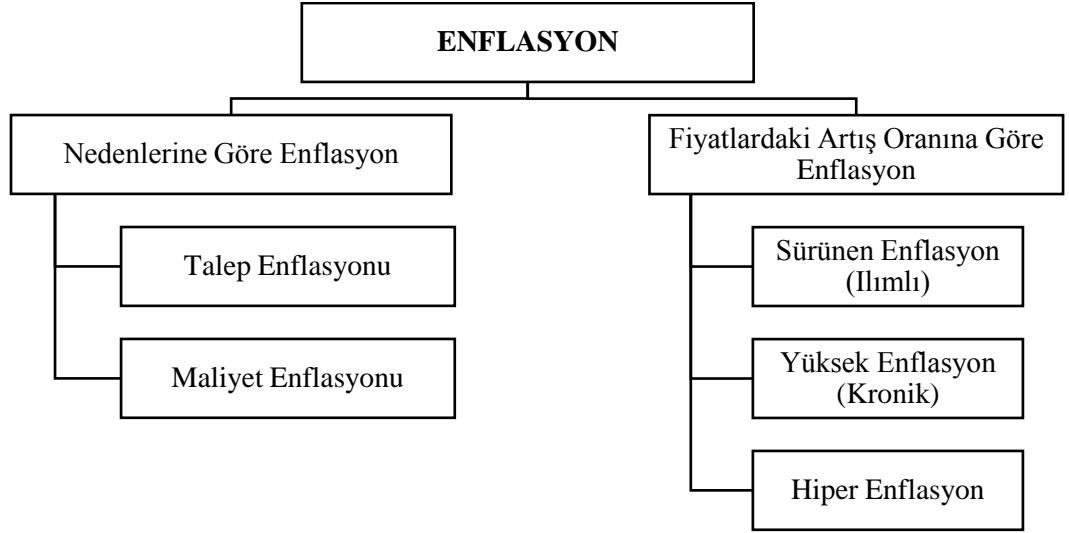 ENFLASYON
Nedenlerine Göre Enflasyon
Talep Enflasyonu
Maliyet Enflasyonu
Fiyatlardaki Artış Oranına Göre
Enflasyon
Sürünen Enflasyon
(Ilımlı)
Yüksek Enflasyon
(Kronik)
Hiper Enflasyon